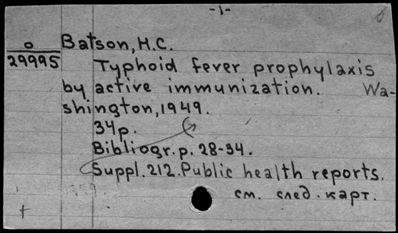 -1-
o
29995
Batson, H.C.
Typhoid fever prophylaxis
by active immunization. Wa-
shington, 1949.
34p.
Bibliogr. p. 28-34.
Suppl. 212. Public health reports.
см. след. карт.